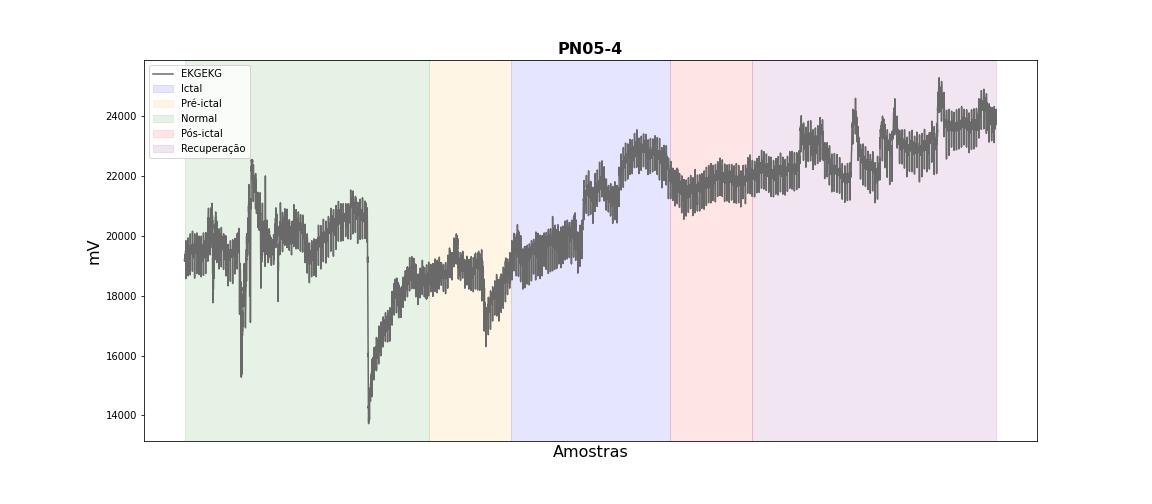 PN05-4
EKGEKG
Ictal
Pré-ictal
Normal
Pós-ictal
Recuperação
24000
22000
20000
18000
16000
14000
mV
Amostras